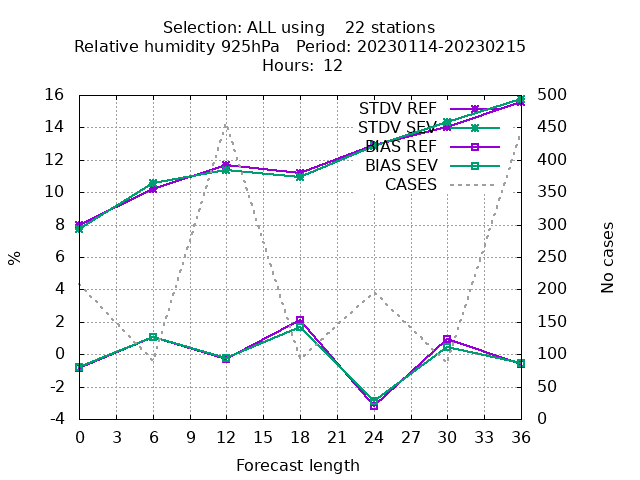 Selection: ALL using    22 stations
Relative humidity 925hPa   Period: 20230114-20230215
Hours: 12
STDV REF
STDV SEV
BIAS REF
BIAS SEV
CASES
16
14
12
10
8
6
4
2
0
-2
-4
%
500
450
400
350
300
250
200
150
100
50
0
No cases
0 3 6 9 12 15 18 21 24 27 30 33 36
Forecast length